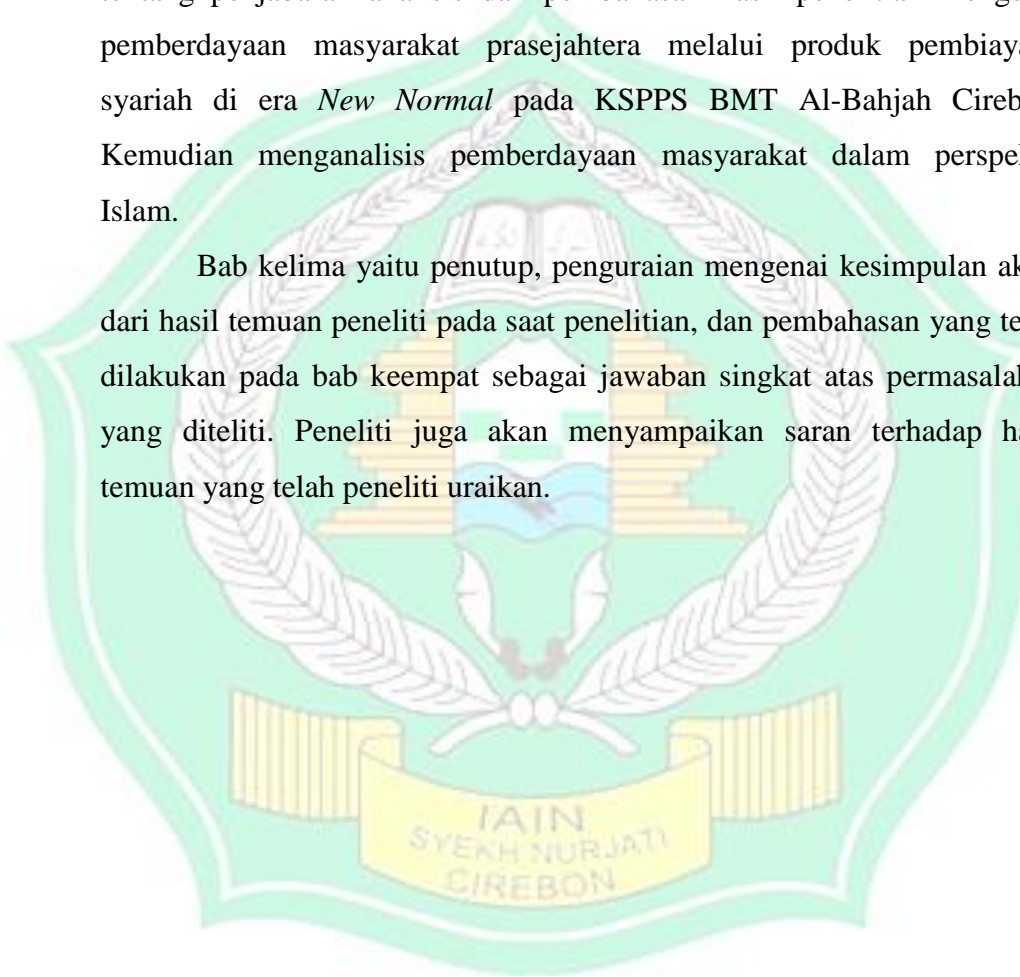 pemberdayaan masyarakat prasejahtera melalui produk pembiaya
syariah di era New Normal pada KSPPS BMT Al-Bahjah Cireb
Kemudian menganalisis pemberdayaan masyarakat dalam perspe
Islam.
Bab kelima yaitu penutup, penguraian mengenai kesimpulan ak
dari hasil temuan peneliti pada saat penelitian, dan pembahasan yang te
dilakukan pada bab keempat sebagai jawaban singkat atas permasala
yang diteliti. Peneliti juga akan menyampaikan saran terhadap ha
temuan yang telah peneliti uraikan.
IAIN
SYEKH NURJATI
CIREBON